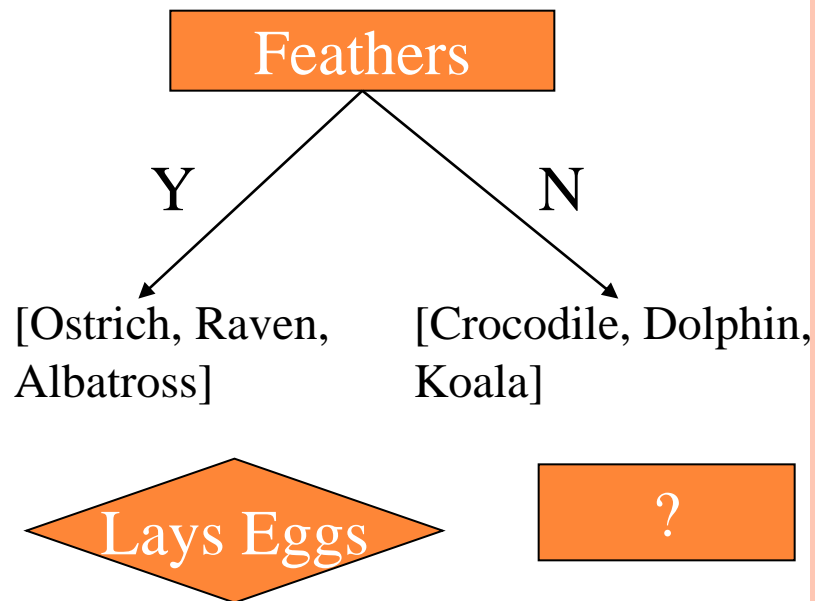 Feathers
Y
N
[Ostrich, Raven,
Albatross]
[Crocodile, Dolphin,
Koala]
Lays Eggs
?